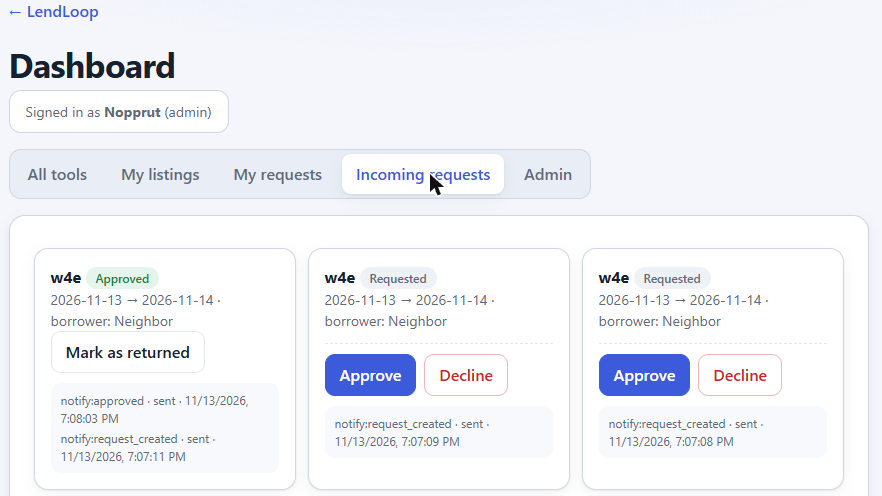 ← LendLoop
Dashboard
Signed in as Nopprut (admin)
All tools My listings My requests Incoming requests Admin
w4e Approved
2026-11-13 → 2026-11-14 ·
borrower: Neighbor
Mark as returned
notify:approved · sent · 11/13/2026,
7:08:03 PM
notify:request_created · sent ·
11/13/2026, 7:07:11 PM
w4e Requested
2026-11-13 → 2026-11-14 ·
borrower: Neighbor
Approve Decline
notify:request_created · sent ·
11/13/2026, 7:07:09 PM
w4e Requested
2026-11-13 → 2026-11-14 ·
borrower: Neighbor
Approve Decline
notify:request_created · sent ·
11/13/2026, 7:07:08 PM